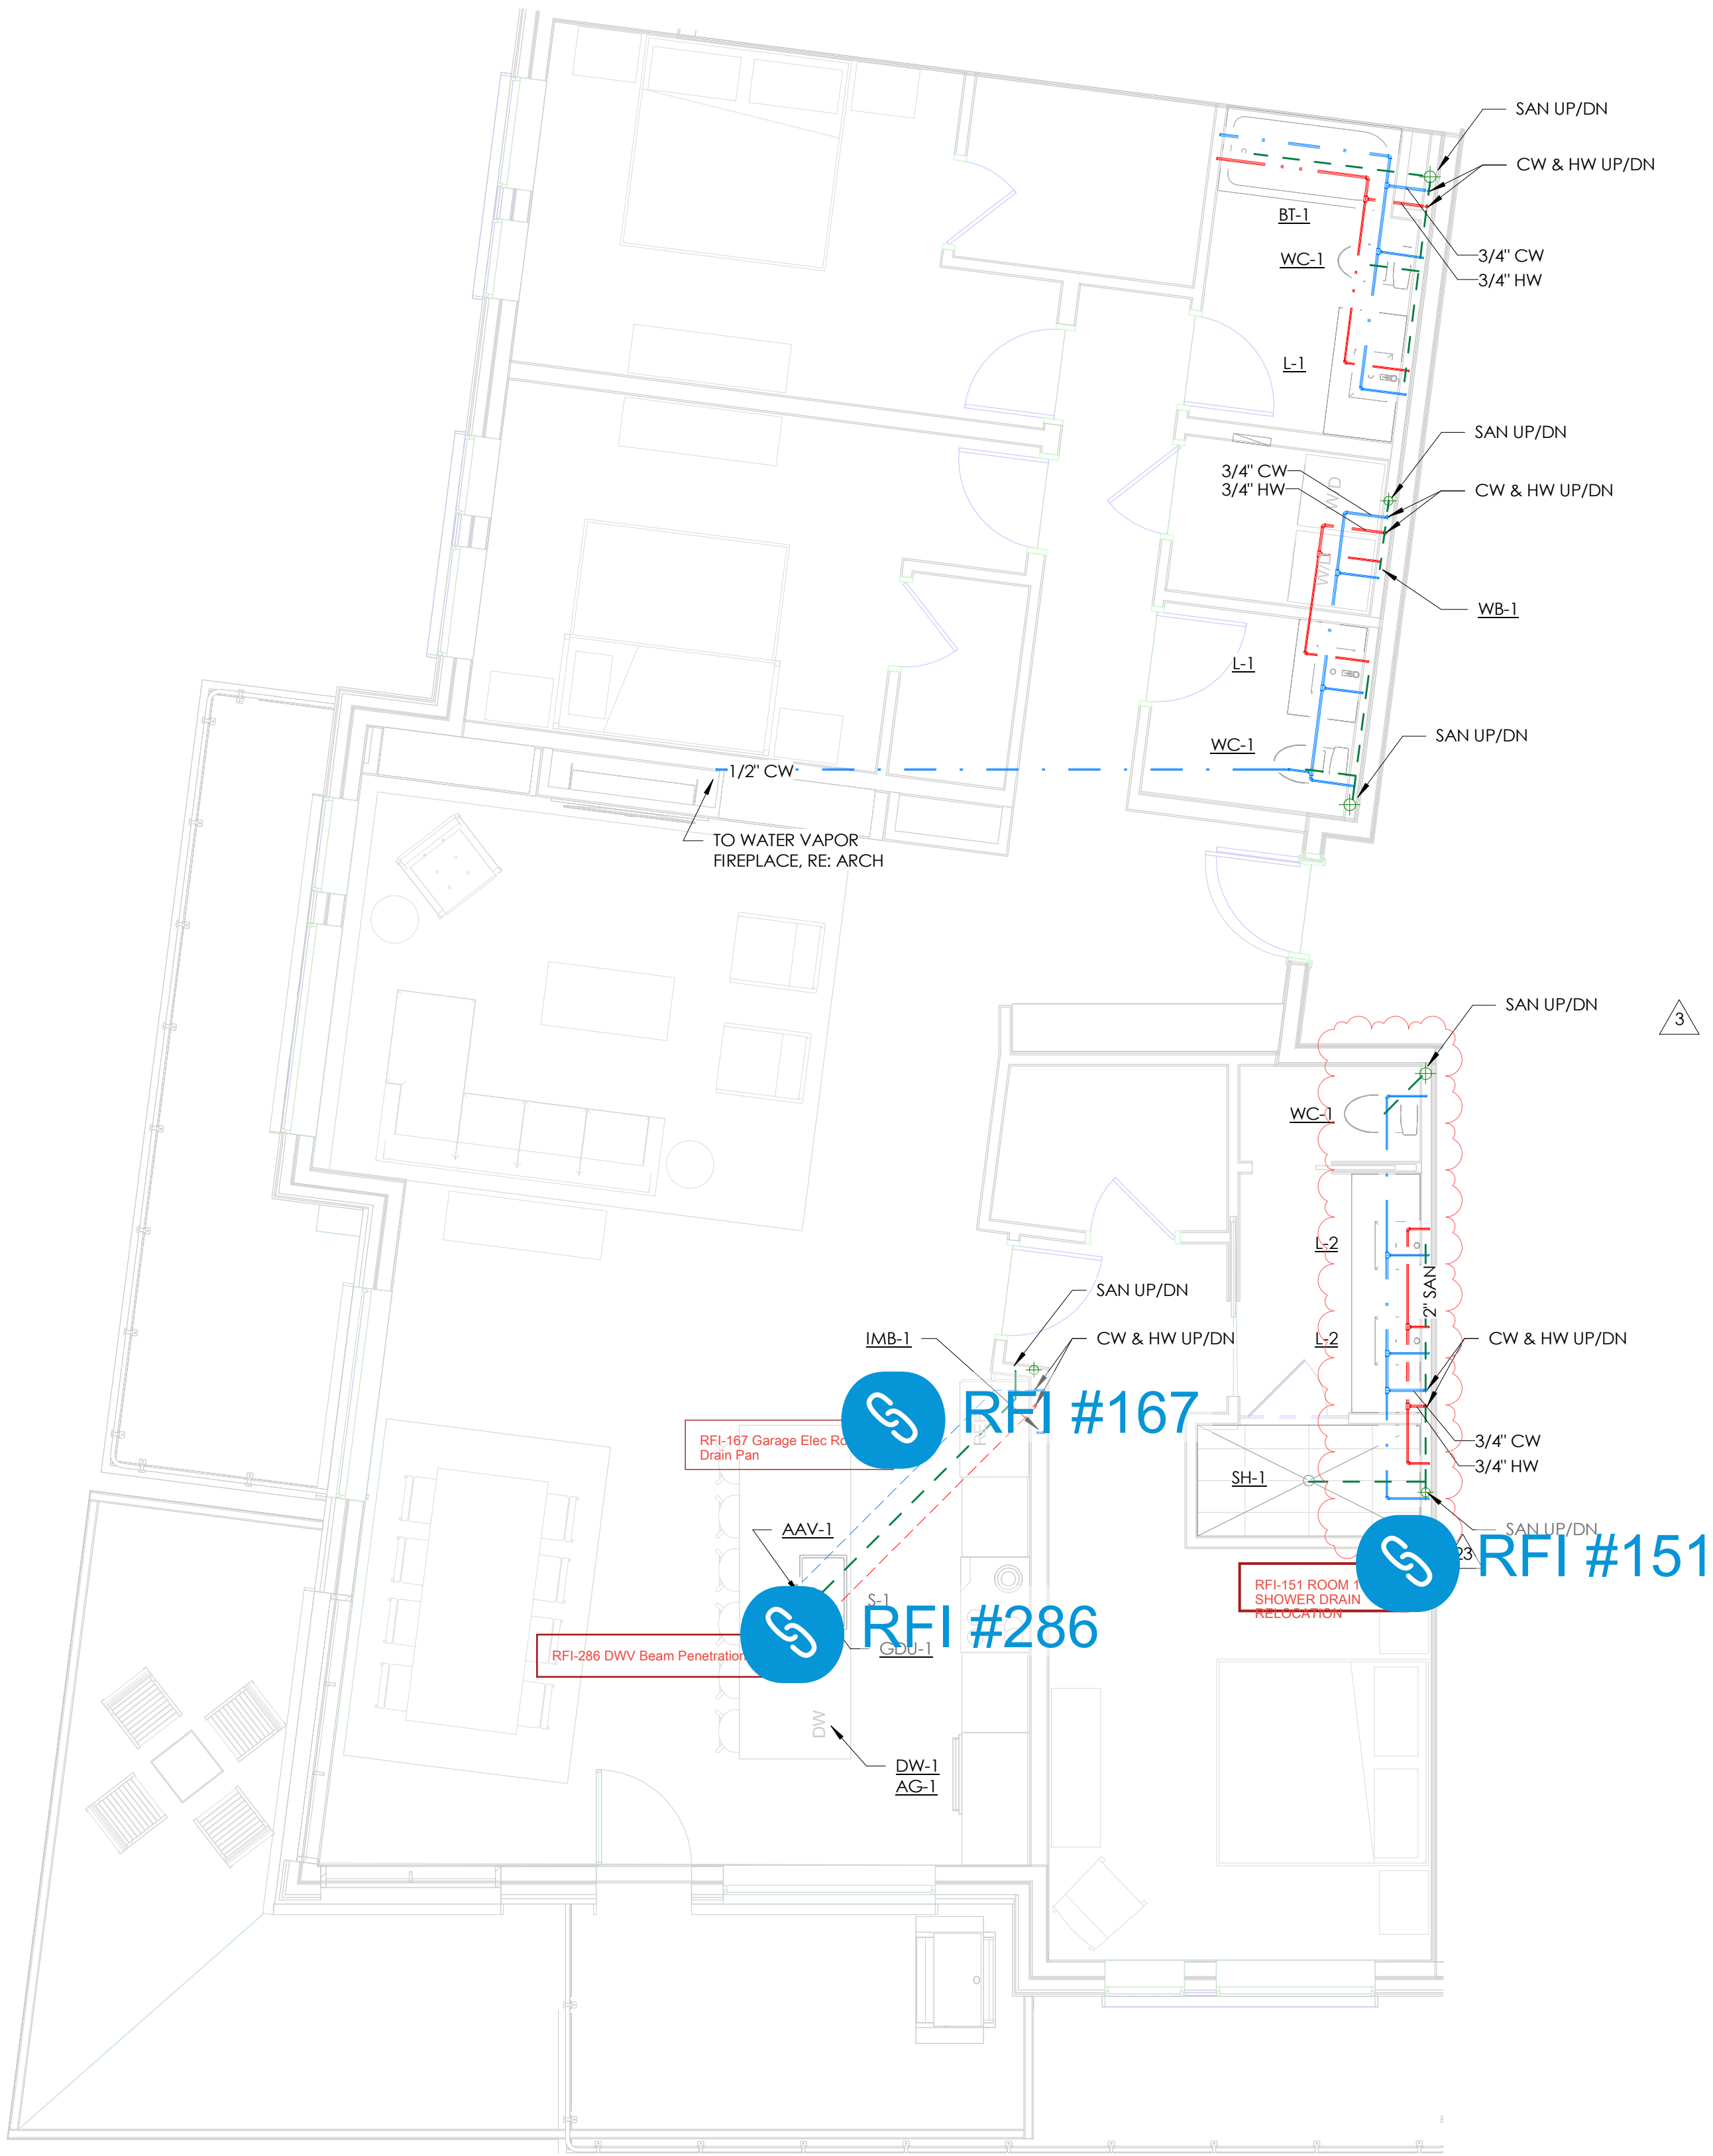 SAN UP/DN
CW & HW UP/DN
BT-1
WC-1
3/4" CW
3/4" HW
L-1
SAN UP/DN
3/4" CW
3/4" HW
CW & HW UP/DN
W/D
W/D
WB-1
L-1
WC-1
SAN UP/DN
1/2" CW
TO WATER VAPOR
FIREPLACE, RE: ARCH
SAN UP/DN
3
WC-1
L-2
2" SAN
SAN UP/DN
IMB-1
CW & HW UP/DN
L-2
CW & HW UP/DN
RFI #167
RFI-167 Garage Elec
Drain Pan
3/4" CW
3/4" HW
SH-1
AAV-1
SAN UP/DN
23
RFI #151
RFI-151 ROOM 1
SHOWER DRAIN
RELOCATION
S-1
RFI #286
GDU-1
RFI-286 DWV Beam Penetration
DW
DW-1
AG-1